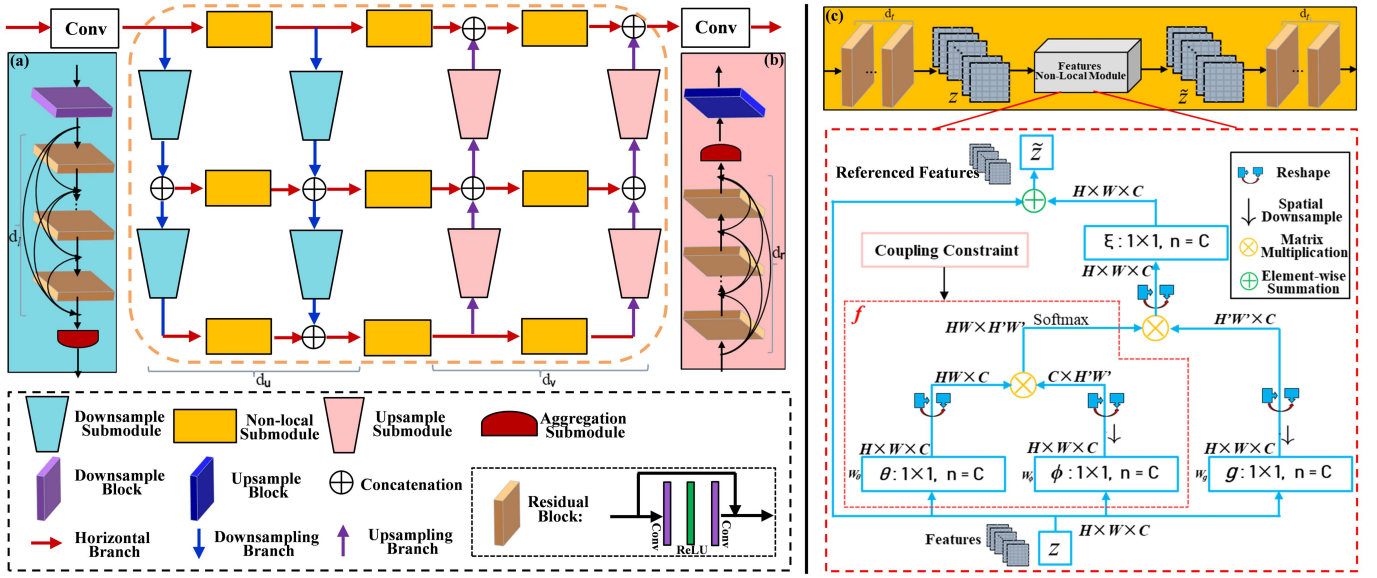 Conv
Conv
(a)
(b)
d_l
d_r
d_u
d_v
Downsample
Submodule
Non-local
Submodule
Upsample
Submodule
Aggregation
Submodule
Downsample
Block
Upsample
Block
Concatenation
Residual
Block:
Conv
ReLU
Conv
Horizontal
Branch
Downsampling
Branch
Upsampling
Branch
(c)
d_t
d_t
...
...
z
Features
Non-Local Module
z̃
Referenced Features
z̃
H×W×C
Reshape
Spatial
Downsample
Matrix
Multiplication
Element-wise
Summation
ξ : 1×1, n = C
Coupling Constraint
H×W×C
f
HW×H'W'
Softmax
H'W'×C
HW×C
C×H'W'
H×W×C
H×W×C
H×W×C
W_θ
θ : 1×1, n = C
W_ϕ
ϕ : 1×1, n = C
W_g
g : 1×1, n = C
Features
z
H×W×C